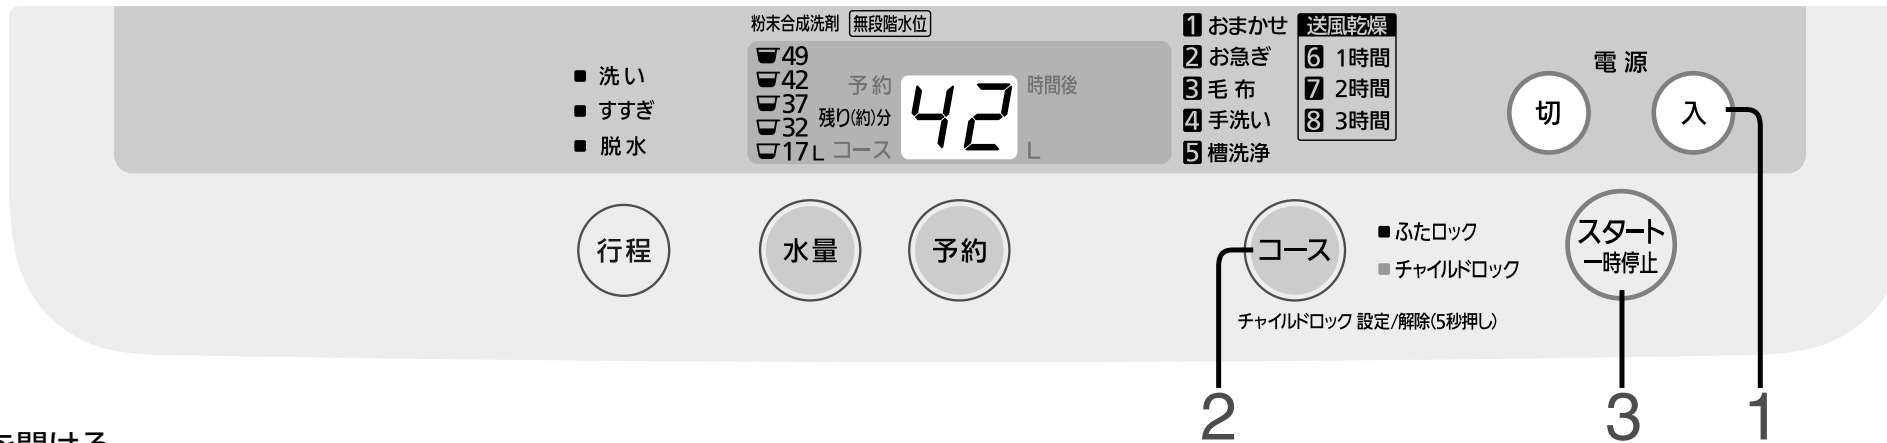 粉末合成洗剤 無段階水位
49
42
37
32
17L
予約 時間後
残り(約)分
42
コース L
洗い
すすぎ
脱水
1 おまかせ
2 お急ぎ
3 毛布
4 手洗い
5 槽洗浄
送風乾燥
6 1時間
7 2時間
8 3時間
電源
切 入
行程
水量
予約
コース
ふたロック
チャイルドロック
スタート
一時停止
チャイルドロック 設定/解除(5秒押し)
2 3 1
を開ける